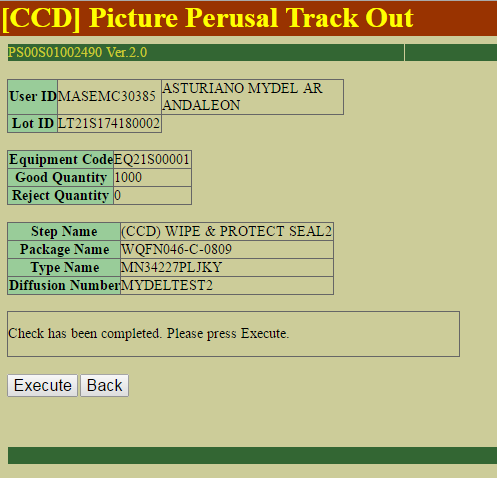 [CCD] Picture Perusal Track Out
PS00S01002490 Ver.2.0
User ID MASEMC30385 ASTURIANO MYDEL AR
ANDALEON
Lot ID LT21S174180002
Equipment Code EQ21S00001
Good Quantity 1000
Reject Quantity 0
Step Name (CCD) WIPE & PROTECT SEAL2
Package Name WQFN046-C-0809
Type Name MN34227PLJKY
Diffusion Number MYDELTEST2
Check has been completed. Please press Execute.
Execute Back